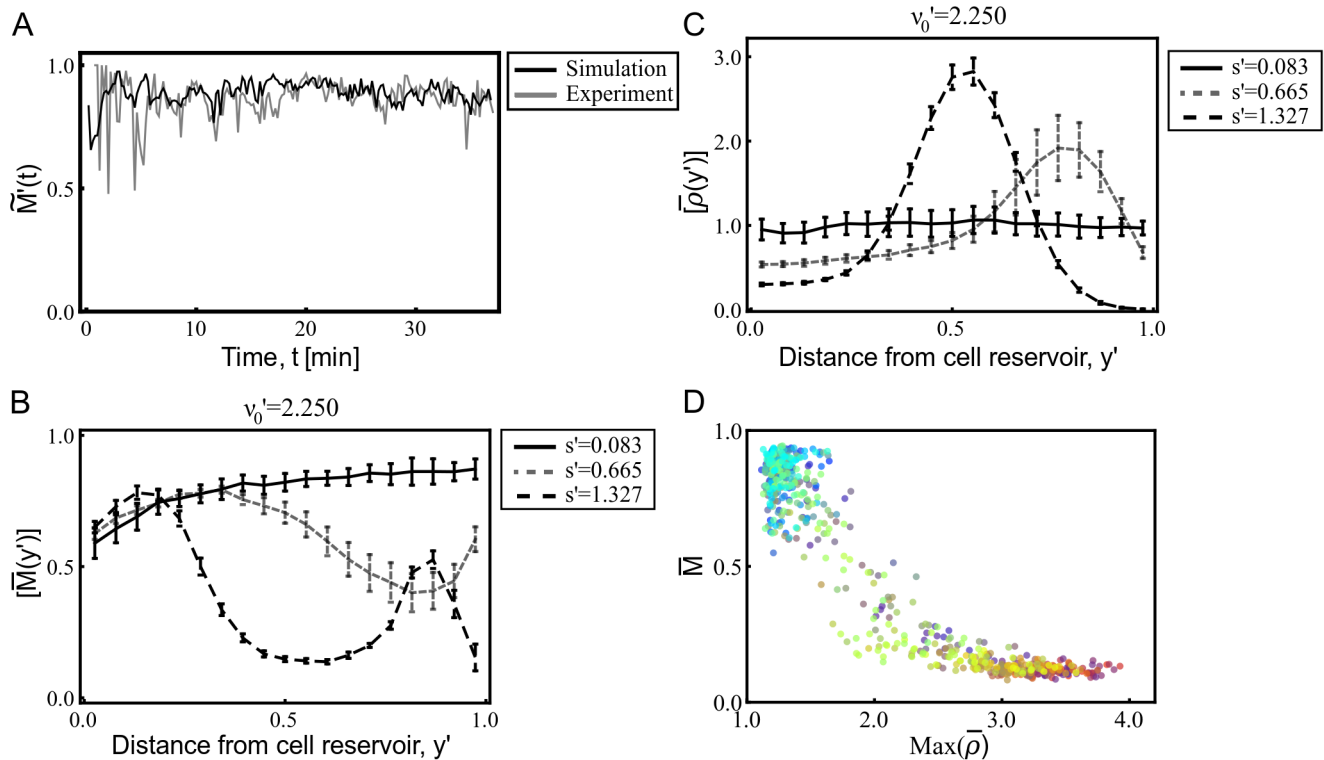 A
1.0
0.5
0.0
M̃'(t)
0
10
20
30
Time, t [min]
Simulation
Experiment
B
ν₀'=2.250
1.0
0.5
0.0
[M̅(y')]
0.0
0.5
1.0
Distance from cell reservoir, y'
s'=0.083
s'=0.665
s'=1.327
C
ν₀'=2.250
3.0
2.0
1.0
0.0
[ρ̅(y')]
0.0
0.5
1.0
Distance from cell reservoir, y'
s'=0.083
s'=0.665
s'=1.327
D
1.0
0.5
0.0
M̅
1.0
2.0
3.0
4.0
Max(ρ̅)